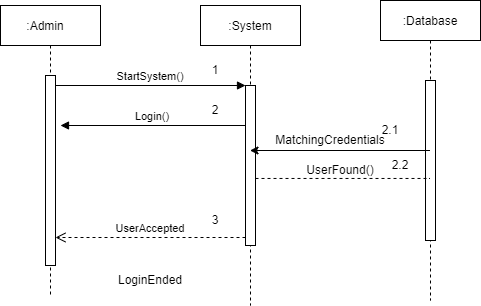 :Admin
:System
:Database
StartSystem()
1
Login()
2
2.1
MatchingCredentials
2.2
UserFound()
3
UserAccepted
LoginEnded